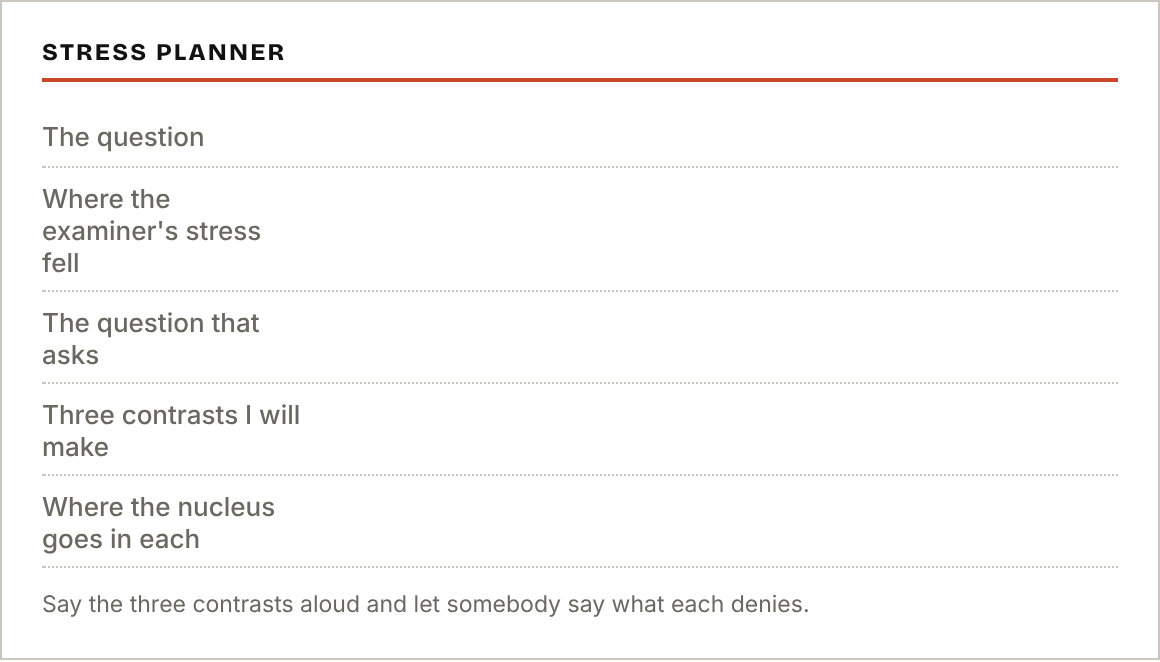 STRESS PLANNER
The question
Where the
examiner's stress
fell
The question that
asks
Three contrasts I will
make
Where the nucleus
goes in each
Say the three contrasts aloud and let somebody say what each denies.